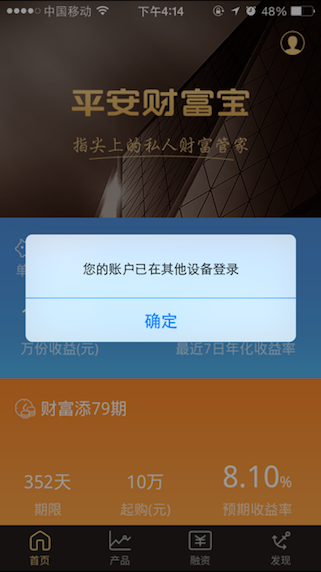 中国移动 下午4:14 48%
平安财富宝
指尖上的私人财富管家
您的账户已在其他设备登录
确定
万份收益(元) 最近7日年化收益率
财富添79期
352天 10万 8.10%
期限 起购(元) 预期收益率
首页 产品 融资 发现